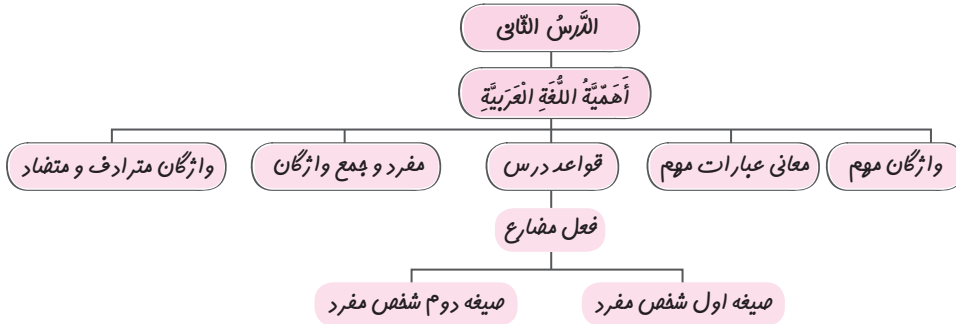 الدَّرسُ الثّانی
أَهَمّیَّةُ اللُّغَةِ الْعَرَبیَّةِ
واژگان مهم
معانی عبارات مهم
قواعد درس
مفرد و جمع واژگان
واژگان مترادف و متضاد
فعل مضارع
صیغه اول شخص مفرد
صیغه دوم شخص مفرد